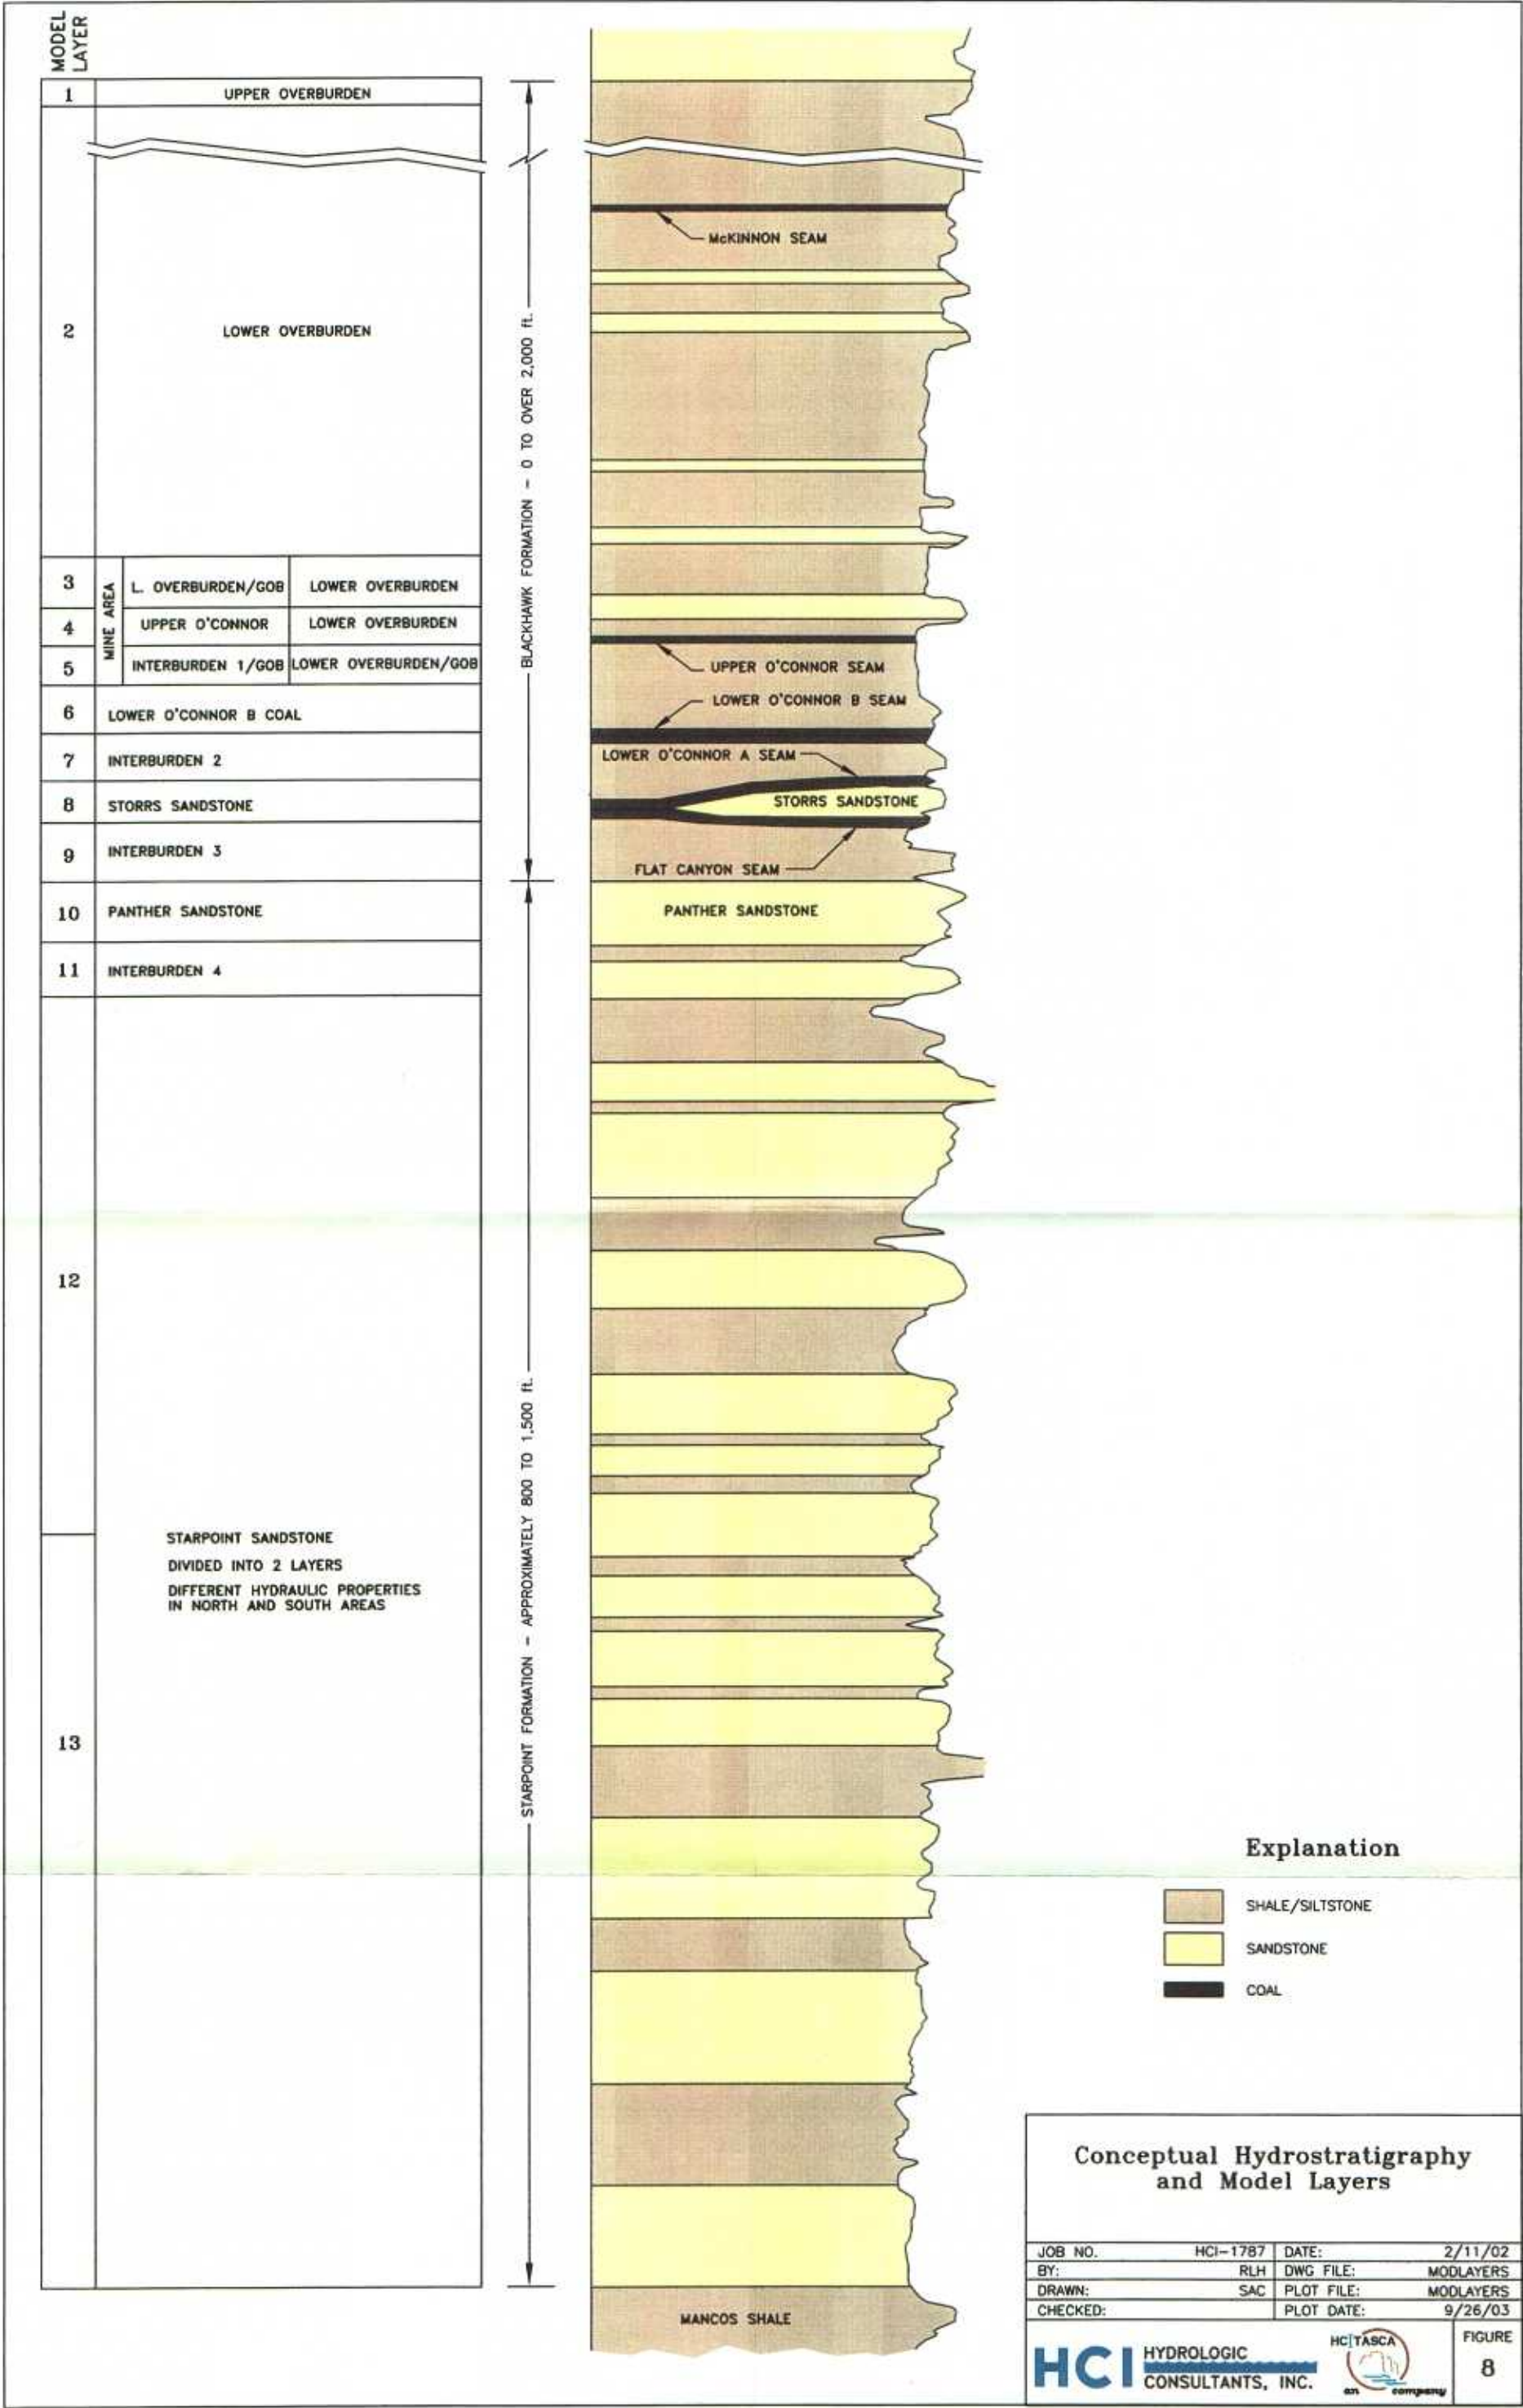 MODEL
LAYER
1 UPPER OVERBURDEN
2 LOWER OVERBURDEN
3 L. OVERBURDEN/GOB LOWER OVERBURDEN
MINE AREA
4 UPPER O'CONNOR LOWER OVERBURDEN
5 INTERBURDEN 1/GOB LOWER OVERBURDEN/GOB
6 LOWER O'CONNOR B COAL
7 INTERBURDEN 2
8 STORRS SANDSTONE
9 INTERBURDEN 3
10 PANTHER SANDSTONE
11 INTERBURDEN 4
12
STARPOINT SANDSTONE
DIVIDED INTO 2 LAYERS
DIFFERENT HYDRAULIC PROPERTIES
IN NORTH AND SOUTH AREAS
13
BLACKHAWK FORMATION - 0 TO OVER 2,000 ft.
STARPOINT FORMATION - APPROXIMATELY 800 TO 1,500 ft.
McKINNON SEAM
UPPER O'CONNOR SEAM
LOWER O'CONNOR B SEAM
LOWER O'CONNOR A SEAM
STORRS SANDSTONE
FLAT CANYON SEAM
PANTHER SANDSTONE
MANCOS SHALE
Explanation
SHALE/SILTSTONE
SANDSTONE
COAL
Conceptual Hydrostratigraphy
and Model Layers
JOB NO. HCI-1787 DATE: 2/11/02
BY: RLH DWG FILE: MODLAYERS
DRAWN: SAC PLOT FILE: MODLAYERS
CHECKED: PLOT DATE: 9/26/03
HCI HYDROLOGIC
CONSULTANTS, INC.
HCITASCA
an company
FIGURE
8